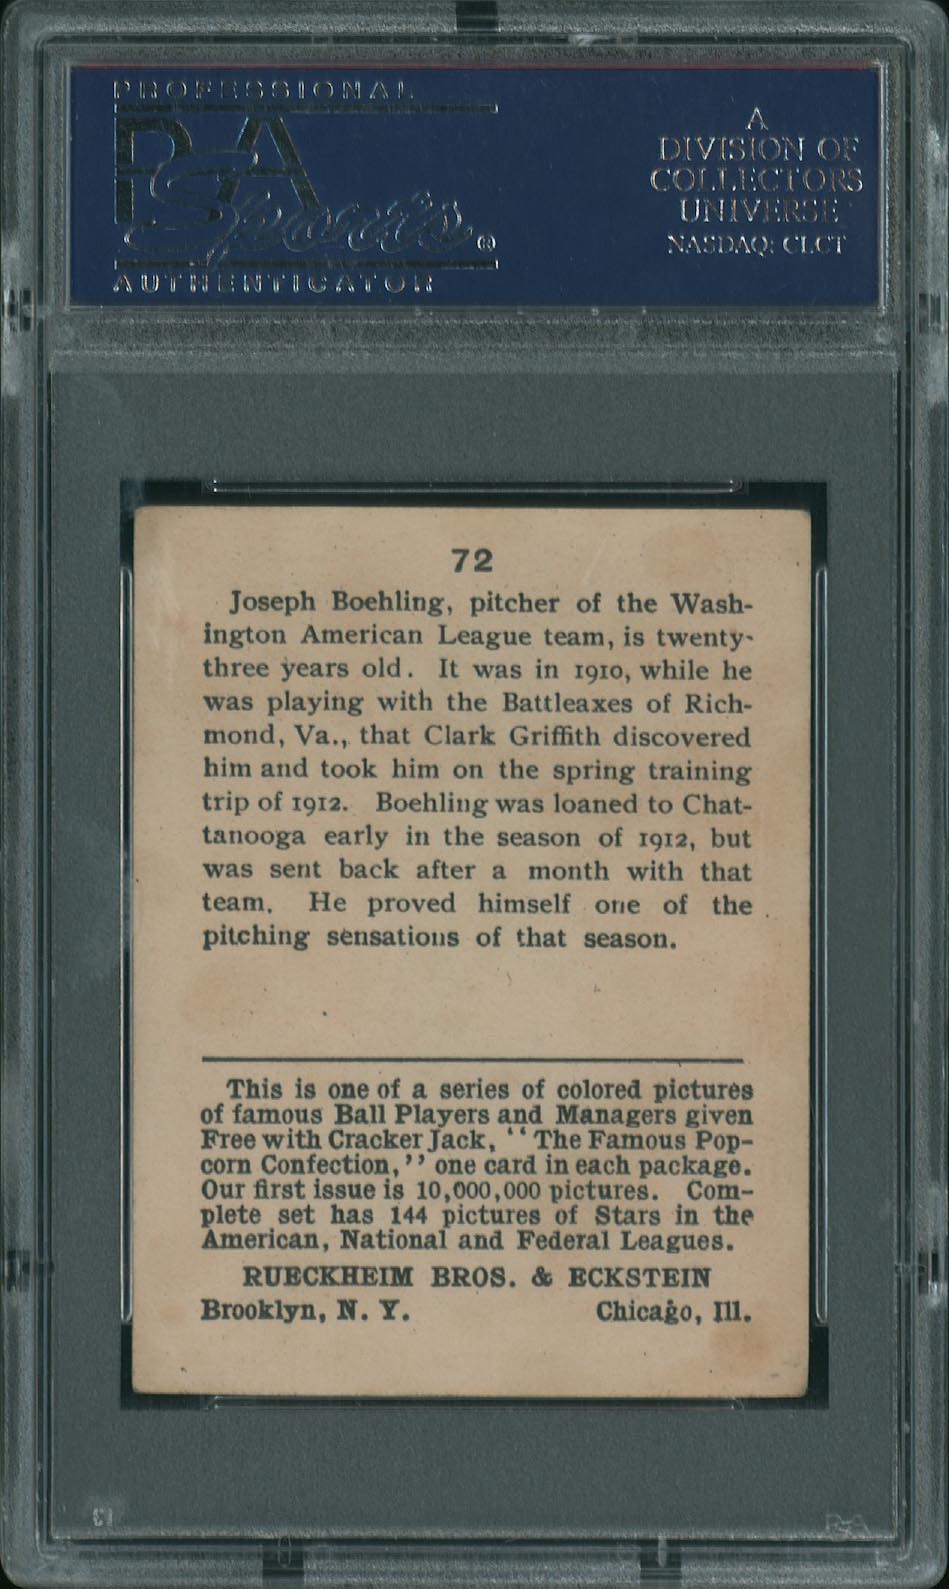 PROFESSIONAL
PSA
Sports®
AUTHENTICATOR
A
DIVISION OF
COLLECTORS
UNIVERSE
NASDAQ: CLCT
72
Joseph Boehling, pitcher of the Wash-
ington American League team, is twenty-
three years old. It was in 1910, while he
was playing with the Battleaxes of Rich-
mond, Va., that Clark Griffith discovered
him and took him on the spring training
trip of 1912. Boehling was loaned to Chat-
tanooga early in the season of 1912, but
was sent back after a month with that
team. He proved himself one of the
pitching sensations of that season.
This is one of a series of colored pictures
of famous Ball Players and Managers given
Free with Cracker Jack, "The Famous Pop-
corn Confection," one card in each package.
Our first issue is 10,000,000 pictures. Com-
plete set has 144 pictures of Stars in the
American, National and Federal Leagues.
RUECKHEIM BROS. & ECKSTEIN
Brooklyn, N. Y. Chicago, Ill.
PSA